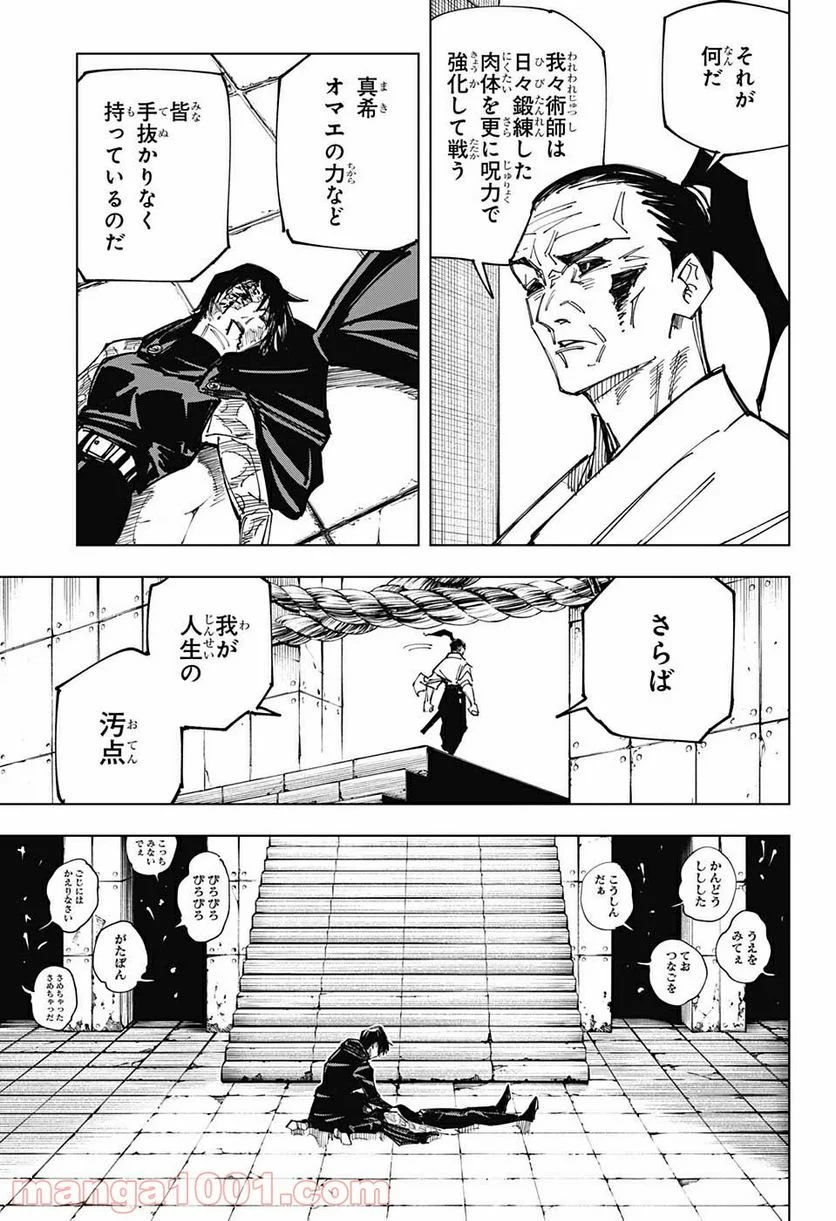 それが
何だ
我々術師は
日々鍛練した
肉体を更に呪力で
強化して戦う
真希
オマエの力など
皆
手抜かりなく
持っているのだ
さらば
我が
人生の
汚点
かんどう
しししした
うえを
みてぇ
てお
つなごを
こうしん
だぁ
ぴろぴろ
ぴろぴろ
こっち
みない
でぇ
がたぽん
ごじには
かえりなさい
さめちゃった
さめちゃっただ
manga1001.com